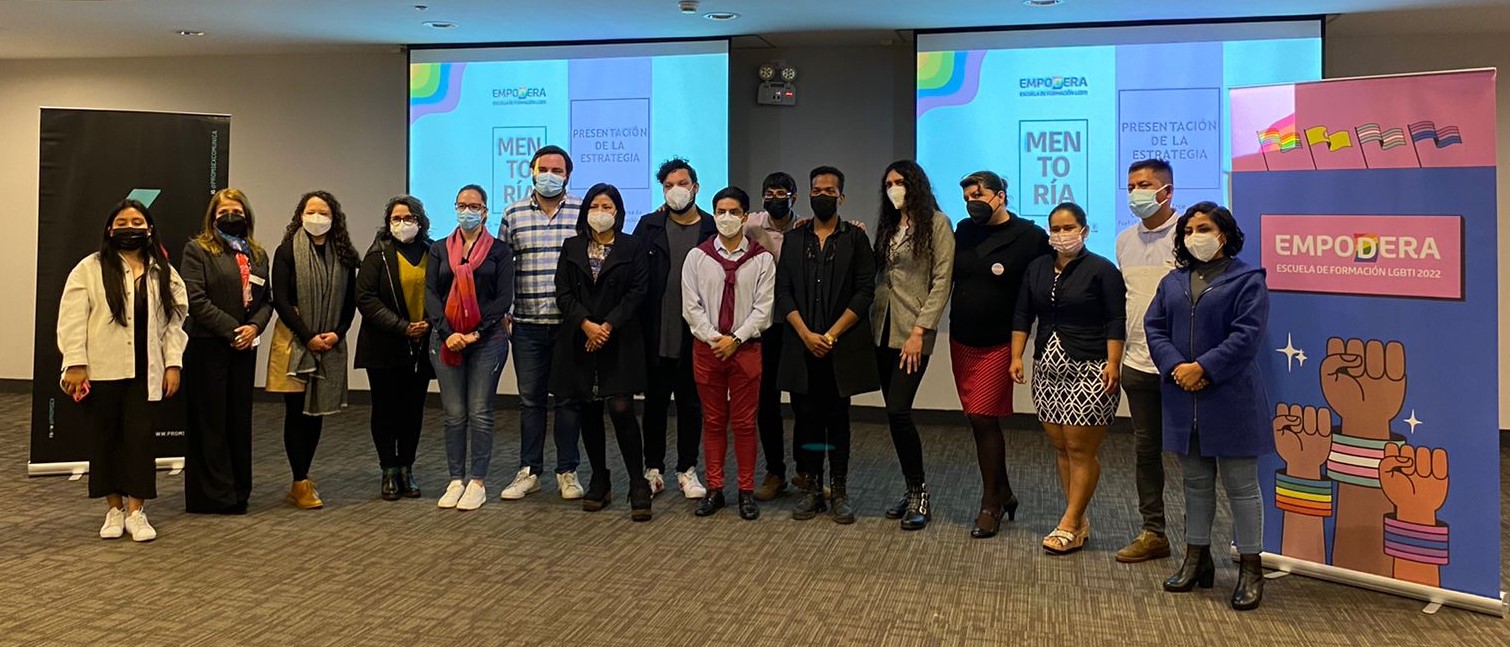 EMPODERA
ESCUELA DE FORMACIÓN LGBTI
MEN
TO
RÍA
PRESENTACIÓN
DE LA
ESTRATEGIA
EMPODERA
ESCUELA DE FORMACIÓN LGBTI
MEN
TO
RÍA
PRESENTACIÓN
DE LA
ESTRATEGIA
EMPODERA
ESCUELA DE FORMACIÓN LGBTI 2022
@PROMSEXCOMUNICA